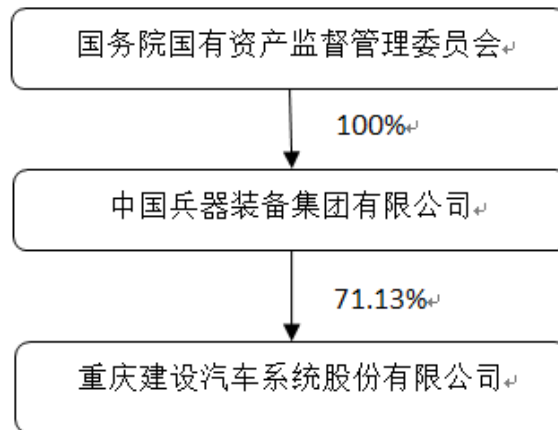 国务院国有资产监督管理委员会
100%
中国兵器装备集团有限公司
71.13%
重庆建设汽车系统股份有限公司